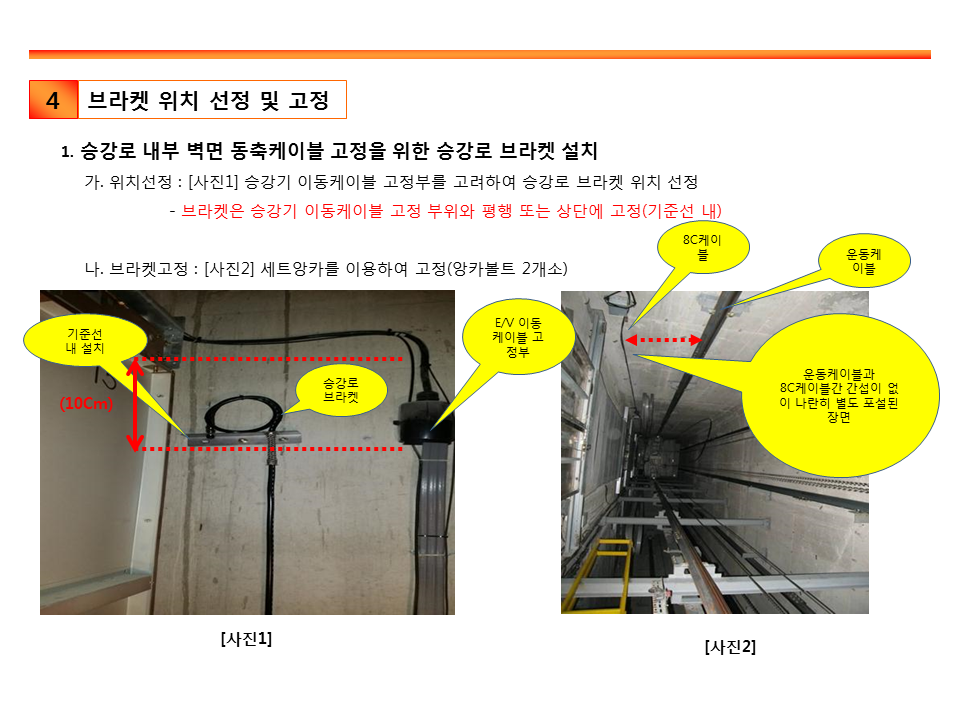 4
브라켓 위치 선정 및 고정
1. 승강로 내부 벽면 동축케이블 고정을 위한 승강로 브라켓 설치
가. 위치선정 : [사진1] 승강기 이동케이블 고정부를 고려하여 승강로 브라켓 위치 선정
- 브라켓은 승강기 이동케이블 고정 부위와 평행 또는 상단에 고정(기준선 내)
나. 브라켓고정 : [사진2] 세트앙카를 이용하여 고정(앙카볼트 2개소)
8C케이
블
운동케
이블
기준선
내 설치
(10Cm)
승강로
브라켓
E/V 이동
케이블 고
정부
운동케이블과
8C케이블간 간섭이 없
이 나란히 별도 포설된
장면
[사진1]
[사진2]